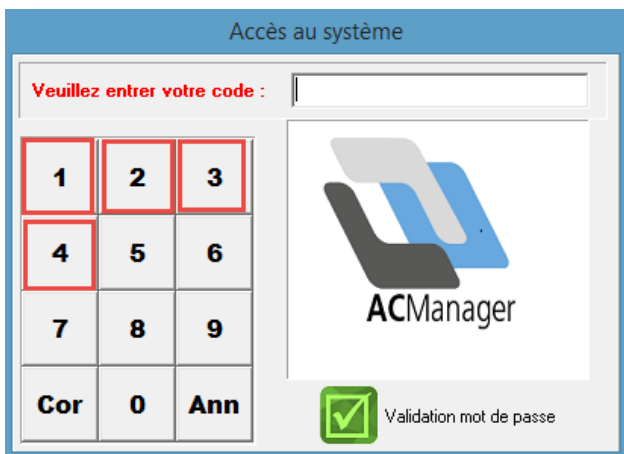 Accès au système
Veuillez entrer votre code :
1 2 3
4 5 6
7 8 9
Cor 0 Ann
ACManager
Validation mot de passe